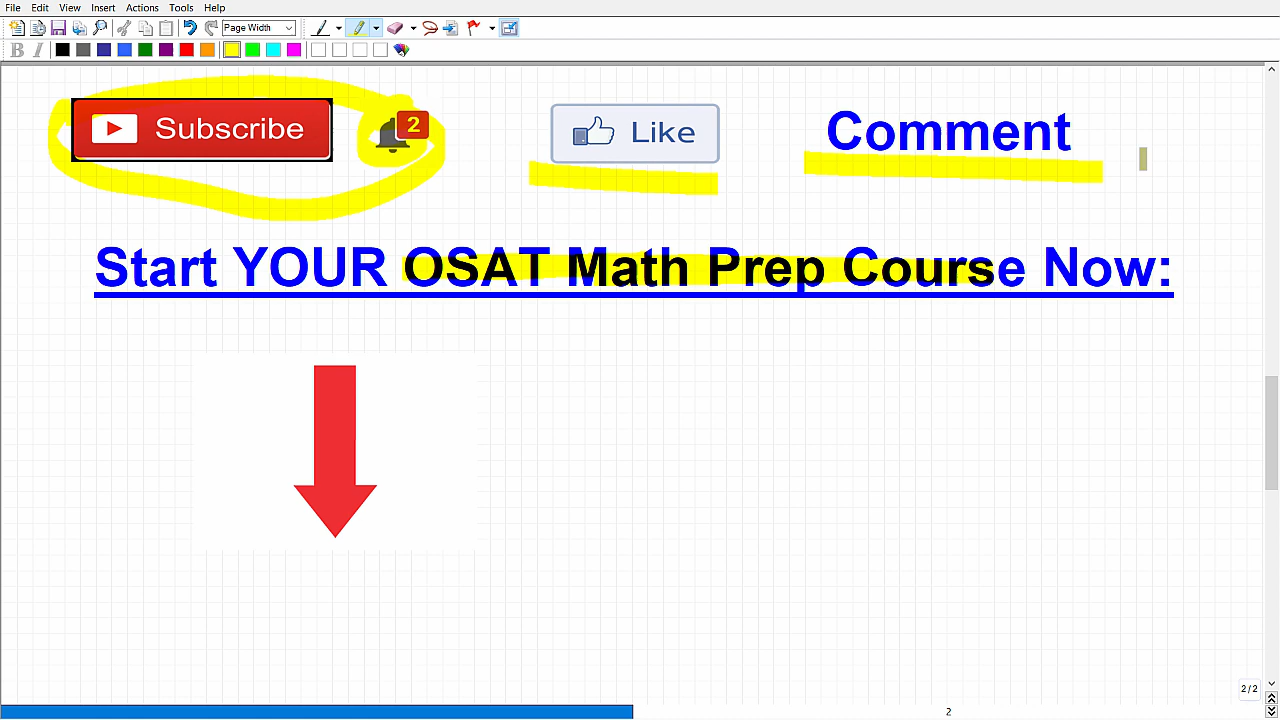 File Edit View Insert Actions Tools Help
Page Width
B I
Subscribe 2 Like Comment
Start YOUR OSAT Math Prep Course Now:
2/2
2